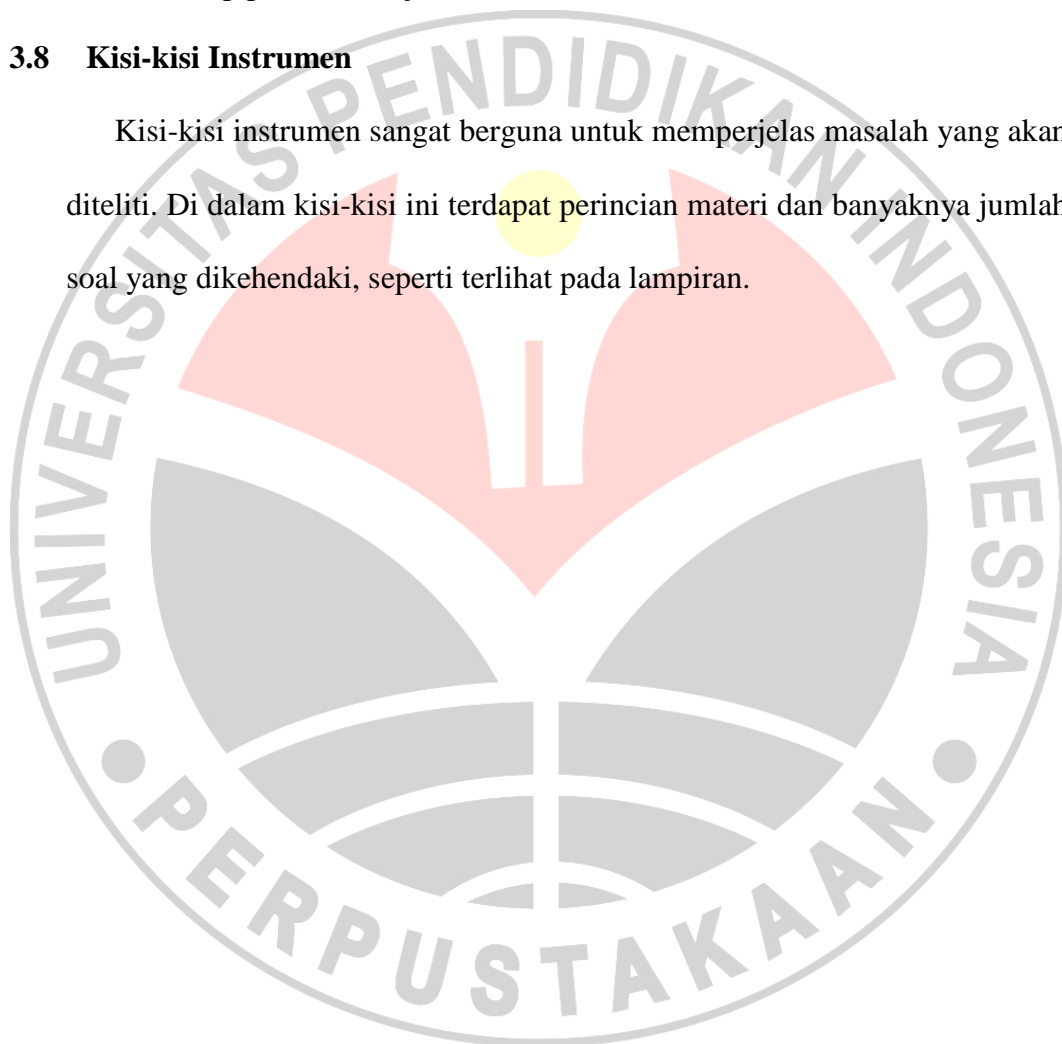 3.8 Kisi-kisi Instrumen
Kisi-kisi instrumen sangat berguna untuk memperjelas masalah yang akan
diteliti. Di dalam kisi-kisi ini terdapat perincian materi dan banyaknya jumlah
soal yang dikehendaki, seperti terlihat pada lampiran.
UNIVERSITAS PENDIDIKAN INDONESIA
PERPUSTAKAAN